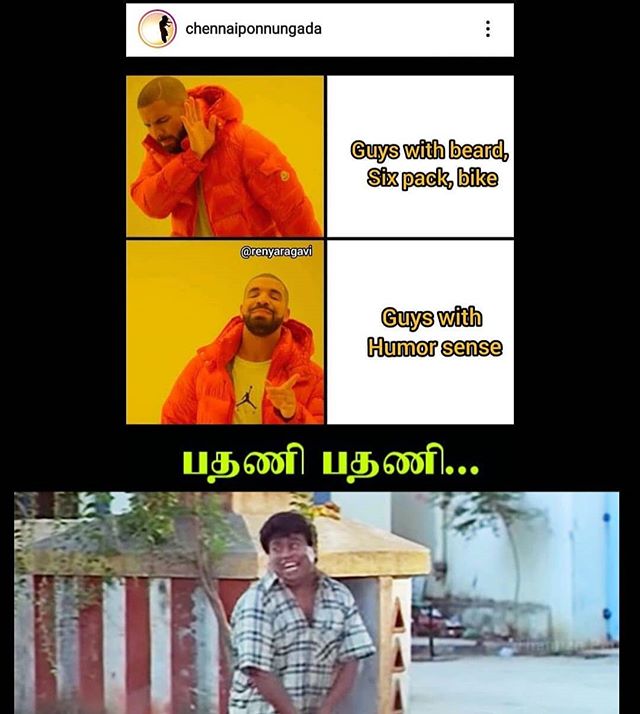 chennaiponnungada
Guys with beard,
Six pack, bike
@renyaragavi
Guys with
Humor sense
பதணி பதணி...